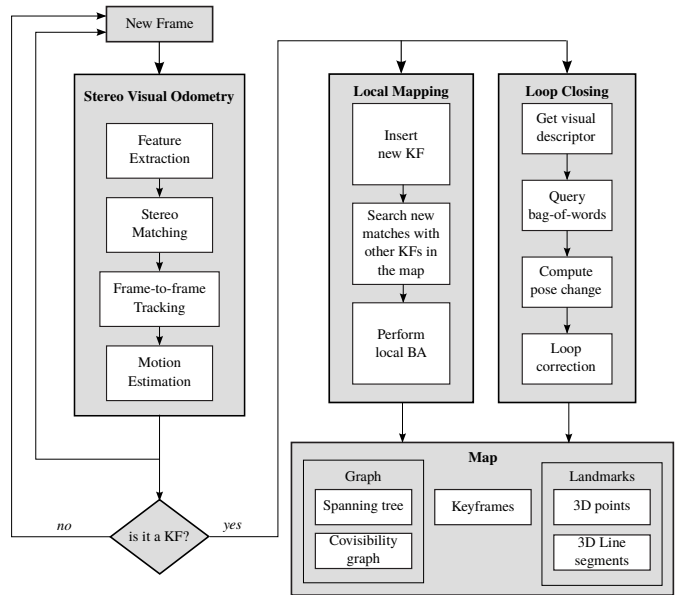 New Frame
Stereo Visual Odometry
Feature
Extraction
Stereo
Matching
Frame-to-frame
Tracking
Motion
Estimation
is it a KF?
no
yes
Local Mapping
Insert
new KF
Search new
matches with
other KFs in
the map
Perform
local BA
Loop Closing
Get visual
descriptor
Query
bag-of-words
Compute
pose change
Loop
correction
Map
Graph
Spanning tree
Covisibility
graph
Keyframes
Landmarks
3D points
3D Line
segments